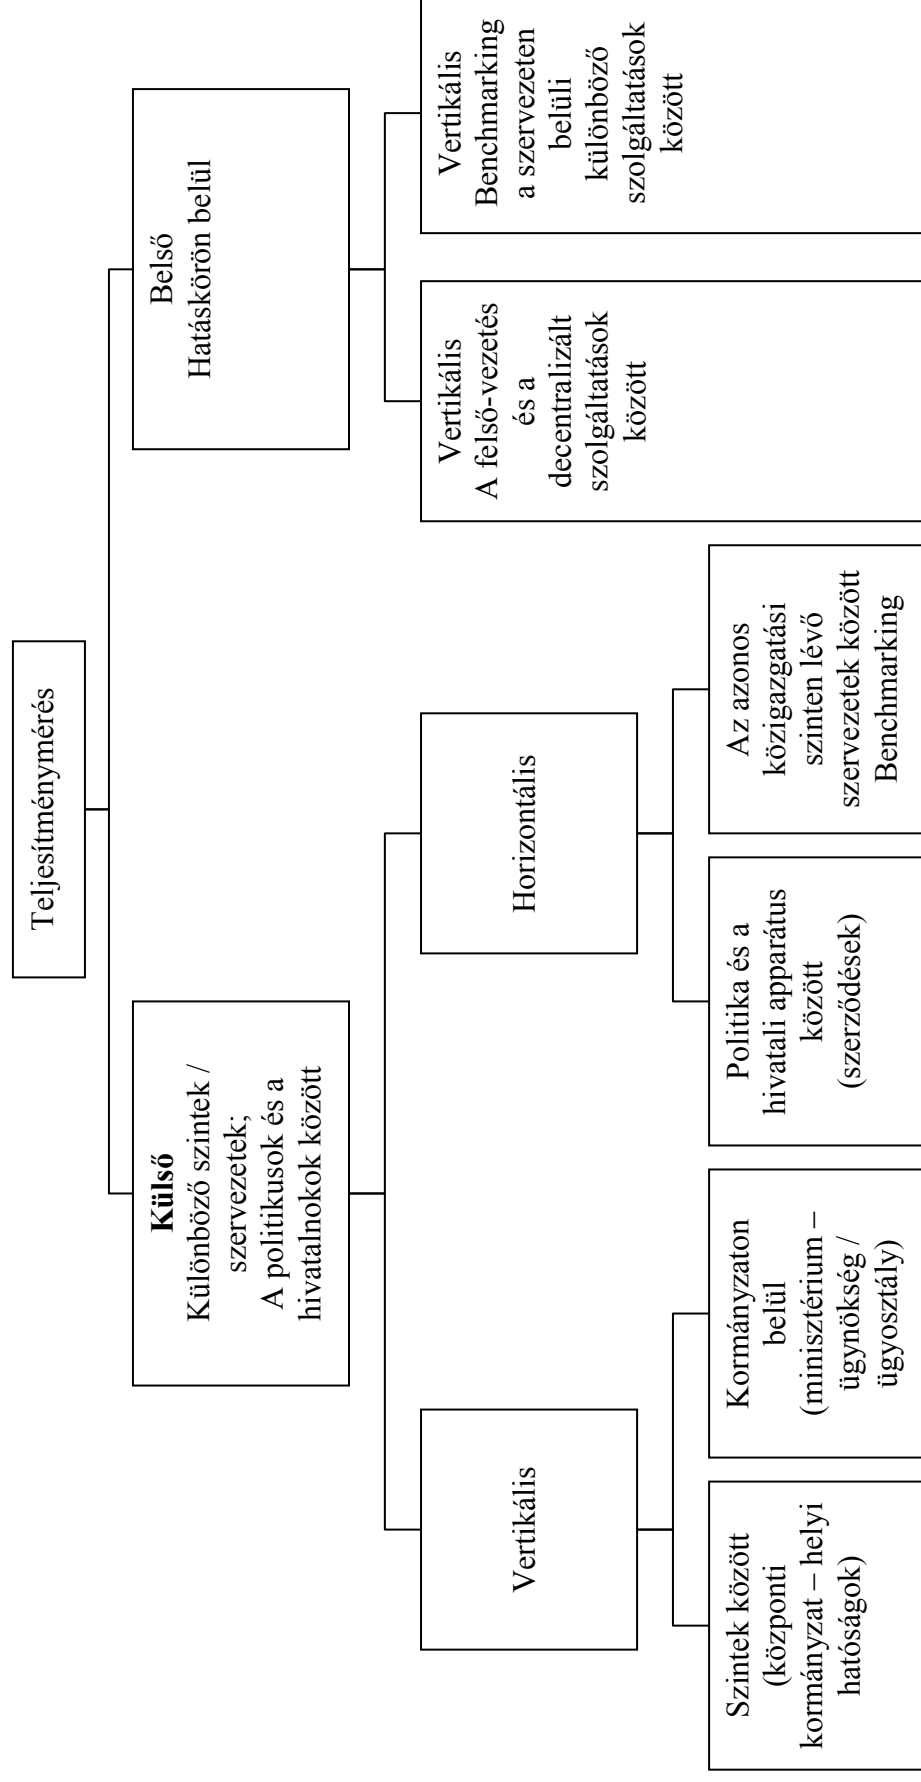 Teljesítménymérés
Külső
Különböző szintek /
szervezetek;
A politikusok és a
hivatalnokok között
Belső
Hatáskörön belül
Vertikális
Horizontális
Vertikális
A felső-vezetés
és a
decentralizált
szolgáltatások
között
Vertikális
Benchmarking
a szervezeten
belüli
különböző
szolgáltatások
között
Szintek között
(központi
kormányzat – helyi
hatóságok)
Kormányzaton
belül
(minisztérium –
ügynökség /
ügyosztály)
Politika és a
hivatali apparátus
között
(szerződések)
Az azonos
közigazgatási
szinten lévő
szervezetek között
Benchmarking